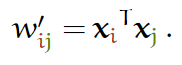 w′ᵢⱼ = xᵢᵀxⱼ .